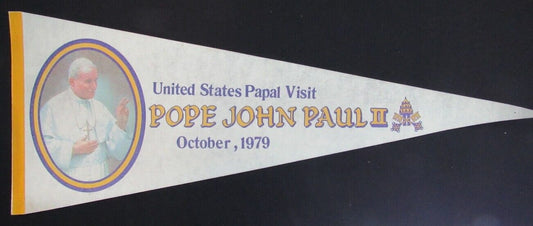 United States Papal Visit
POPE JOHN PAUL II
October, 1979